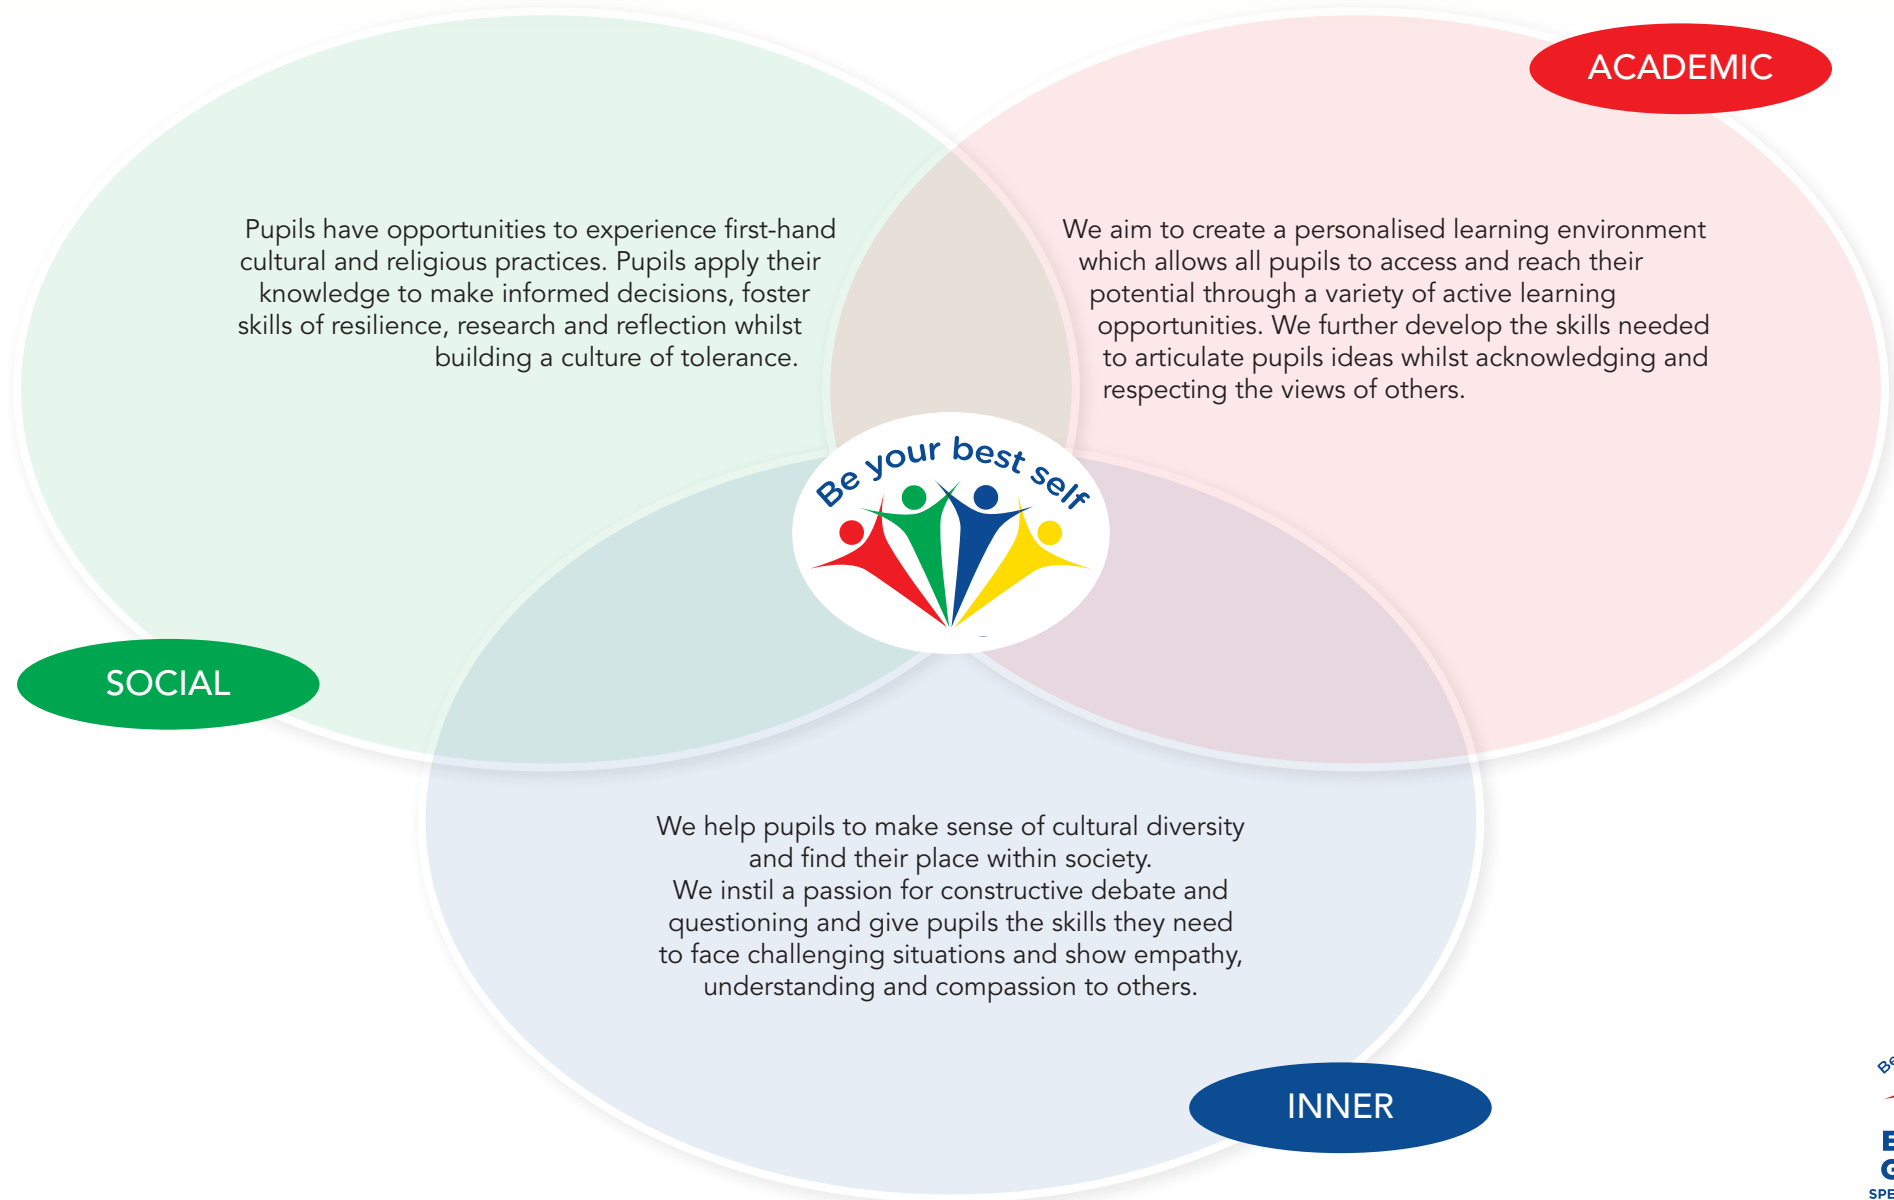 ACADEMIC
Pupils have opportunities to experience first-hand
cultural and religious practices. Pupils apply their
knowledge to make informed decisions, foster
skills of resilience, research and reflection whilst
building a culture of tolerance.
We aim to create a personalised learning environment
which allows all pupils to access and reach their
potential through a variety of active learning
opportunities. We further develop the skills needed
to articulate pupils ideas whilst acknowledging and
respecting the views of others.
Be your best self
SOCIAL
We help pupils to make sense of cultural diversity
and find their place within society.
We instil a passion for constructive debate and
questioning and give pupils the skills they need
to face challenging situations and show empathy,
understanding and compassion to others.
INNER
Be